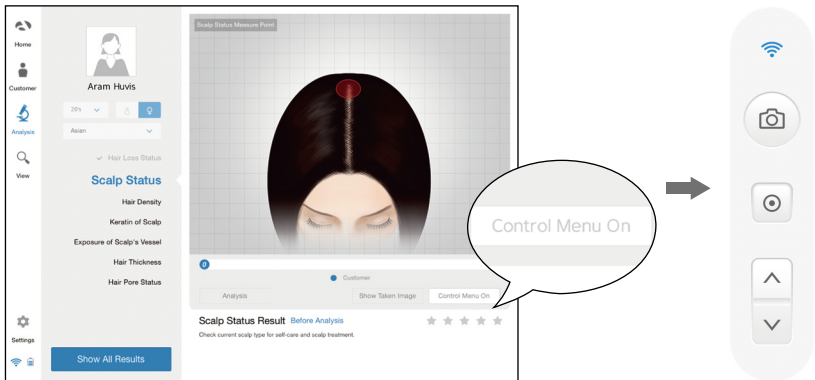 Home
Customer
Analysis
View
Settings
Aram Huvis
20's
Asian
Hair Loss Status
Scalp Status
Hair Density
Keratin of Scalp
Exposure of Scalp's Vessel
Hair Thickness
Hair Pore Status
Show All Results
Scalp Status Measure Point
0
Customer
Analysis
Show Taken Image
Control Menu On
Scalp Status Result Before Analysis
Check current scalp type for self-care and scalp treatment.
Control Menu On